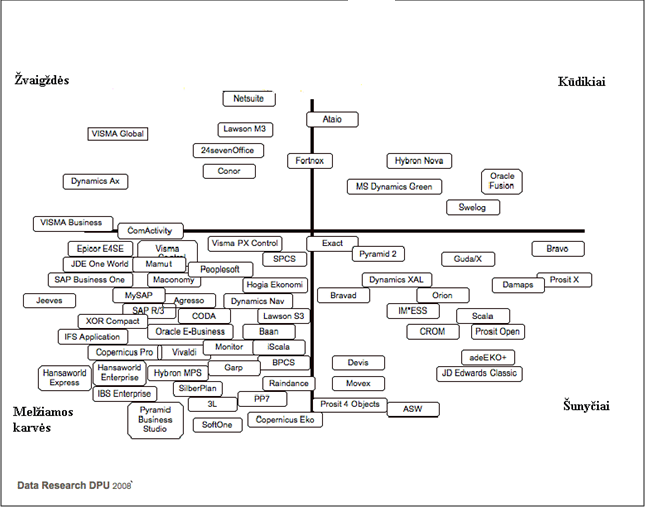 Žvaigždės
Kūdikiai
Netsuite
Ataio
VISMA Global
Lawson M3
24sevenOffice
Fortnox
Hybron Nova
Conor
Dynamics Ax
MS Dynamics Green
Oracle
Fusion
Swelog
VISMA Business
ComActivity
Epicor E4SE
Visma
Visma PX Control
Exact
Pyramid 2
Bravo
JDE One World
Mamut
Peoplesoft
SPCS
Guda/X
SAP Business One
Maconomy
Hogia Ekonomi
Dynamics XAL
Damaps
Prosit X
Jeeves
MySAP
Agresso
Dynamics Nav
Bravad
Orion
SAP R/3
CODA
Lawson S3
IM*ESS
Scala
XOR Compact
Oracle E-Business
Baan
CROM
Prosit Open
IFS Application
Copernicus Pro
Vivaldi
Monitor
iScala
adeEKO+
Hansaworld
Express
Hansaworld
Enterprise
Hybron MPS
Garp
BPCS
Devis
JD Edwards Classic
IBS Enterprise
SilberPlan
Raindance
Movex
3L
PP7
Prosit 4 Objects
ASW
Melžiamos
karvės
Pyramid
Business
Studio
SoftOne
Copernicus Eko
Šunyčiai
Data Research DPU 2008*